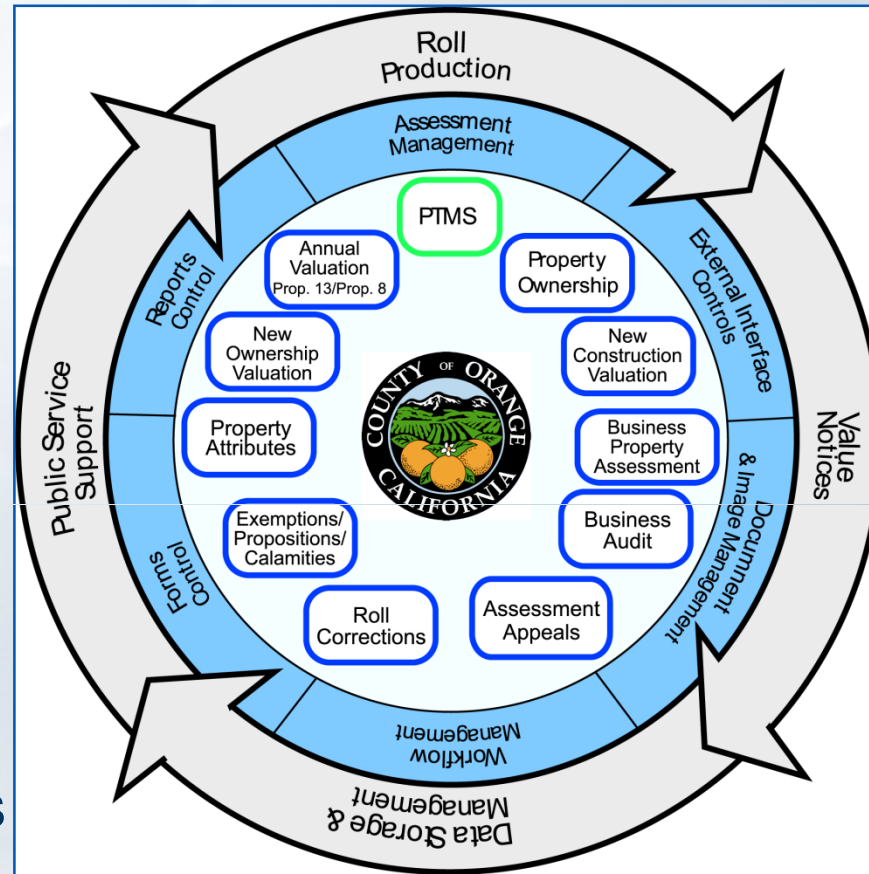 Roll
Production
Assessment
Management
PTMS
Annual
Valuation
Prop. 13/Prop. 8
Property
Ownership
External Interface
Controls
Reports
Control
New
Ownership
Valuation
New
Construction
Valuation
COUNTY OF ORANGE
CALIFORNIA
Property
Attributes
Business
Property
Assessment
Value
Notices
Public Service
Support
Exemptions/
Propositions/
Calamities
Business
Audit
Document
& Image Management
Forms
Control
Roll
Corrections
Assessment
Appeals
Workflow
Management
Data Storage &
Management
s